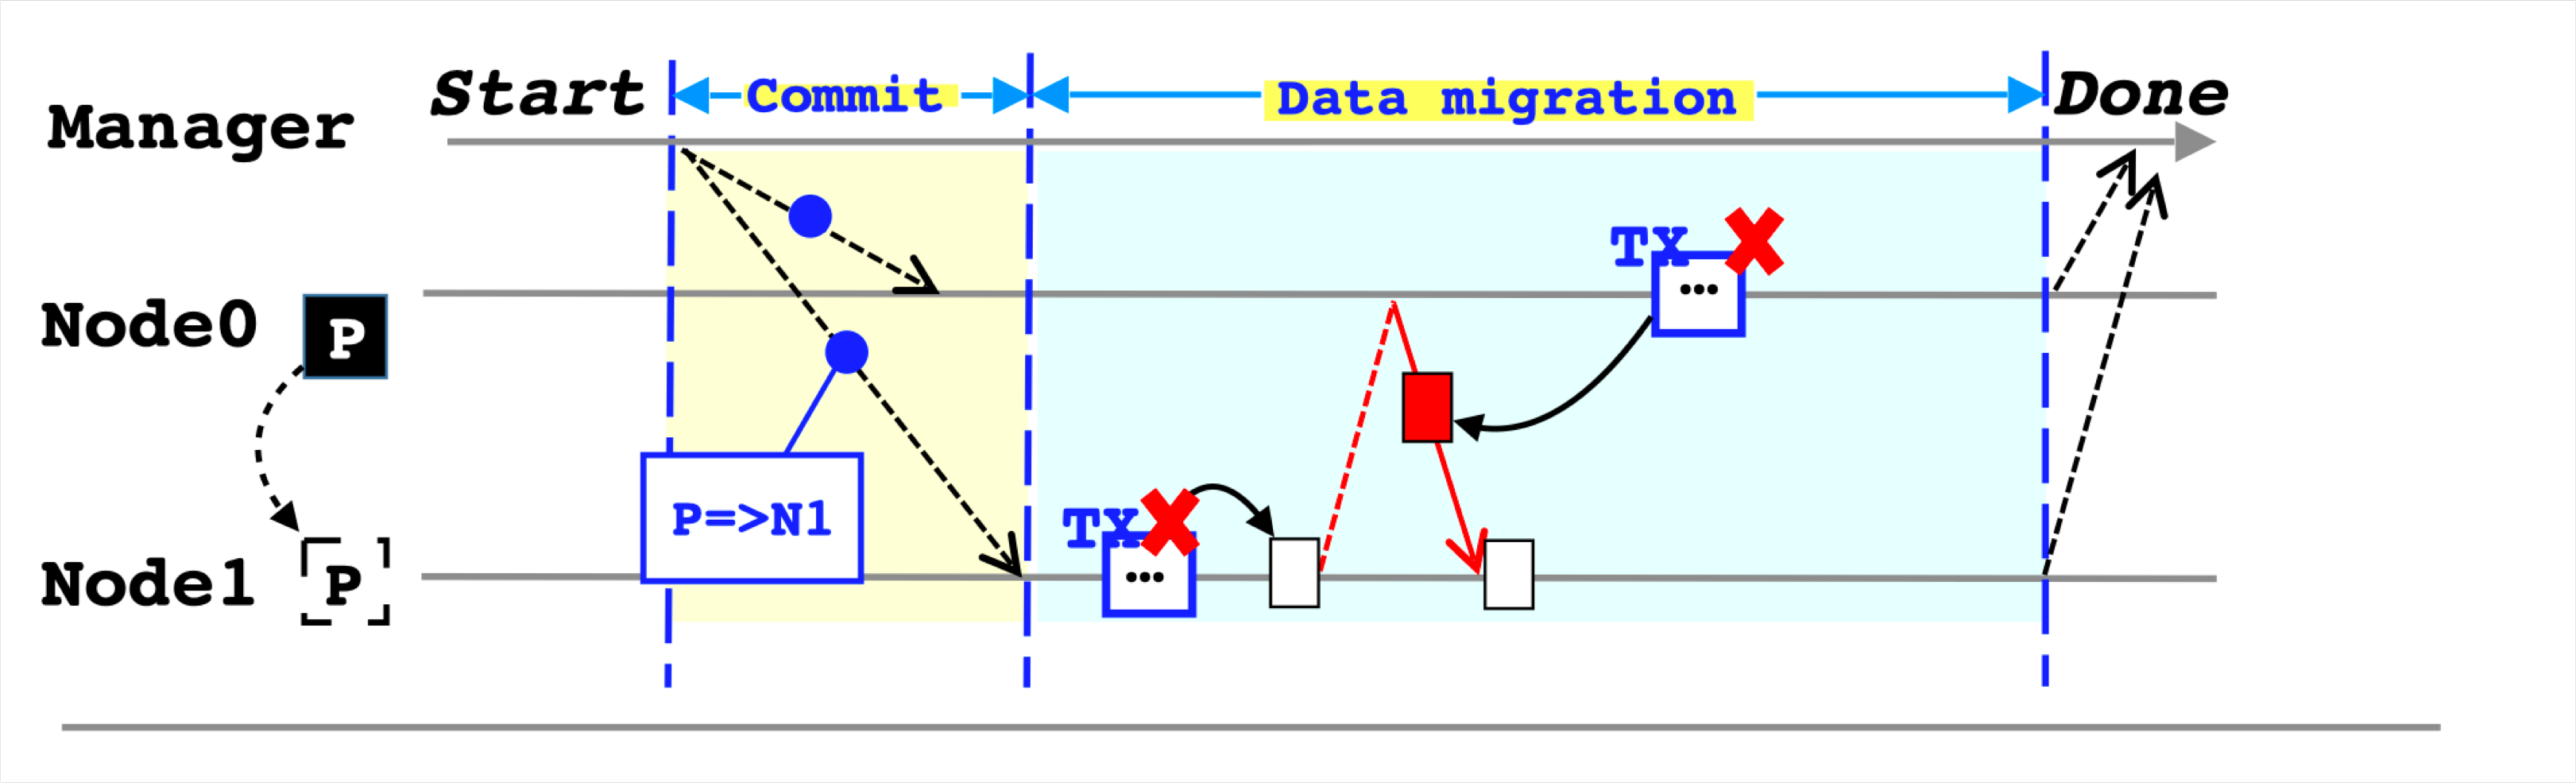 Start
Commit
Data migration
Done
Manager
TX
...
Node0
P
P=>N1
TX
...
Node1
P